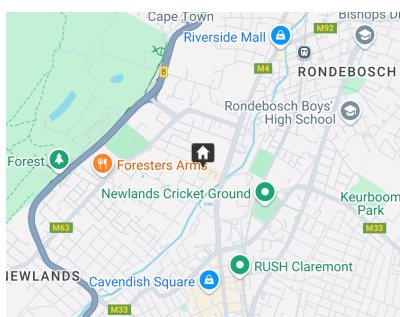 Cape Town
Bishops D
M92
Riverside Mall
M4
8
RONDEBOSCH
Rondebosch Boys'
High School
Forest
Foresters Arms
Newlands Cricket Ground
Keurboom
Park
M63
M33
NEWLANDS
RUSH Claremont
Cavendish Square
M33